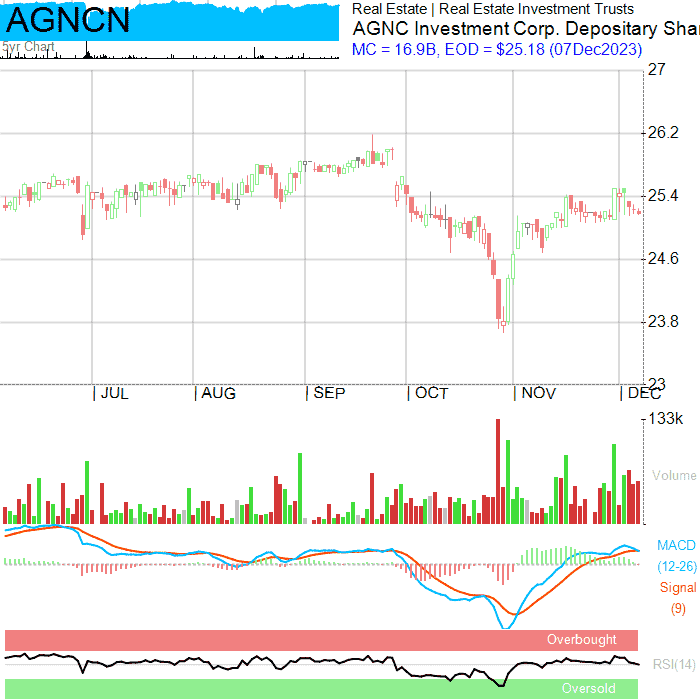 AGNCN
5yr Chart
Real Estate | Real Estate Investment Trusts
AGNC Investment Corp. Depositary Shar
MC = 16.9B, EOD = $25.18 (07Dec2023)
27
26.2
25.4
24.6
23.8
23
| JUL | AUG | SEP | OCT | NOV | DEC
133k
Volume
MACD
(12-26)
Signal
(9)
Overbought
RSI(14)
Oversold